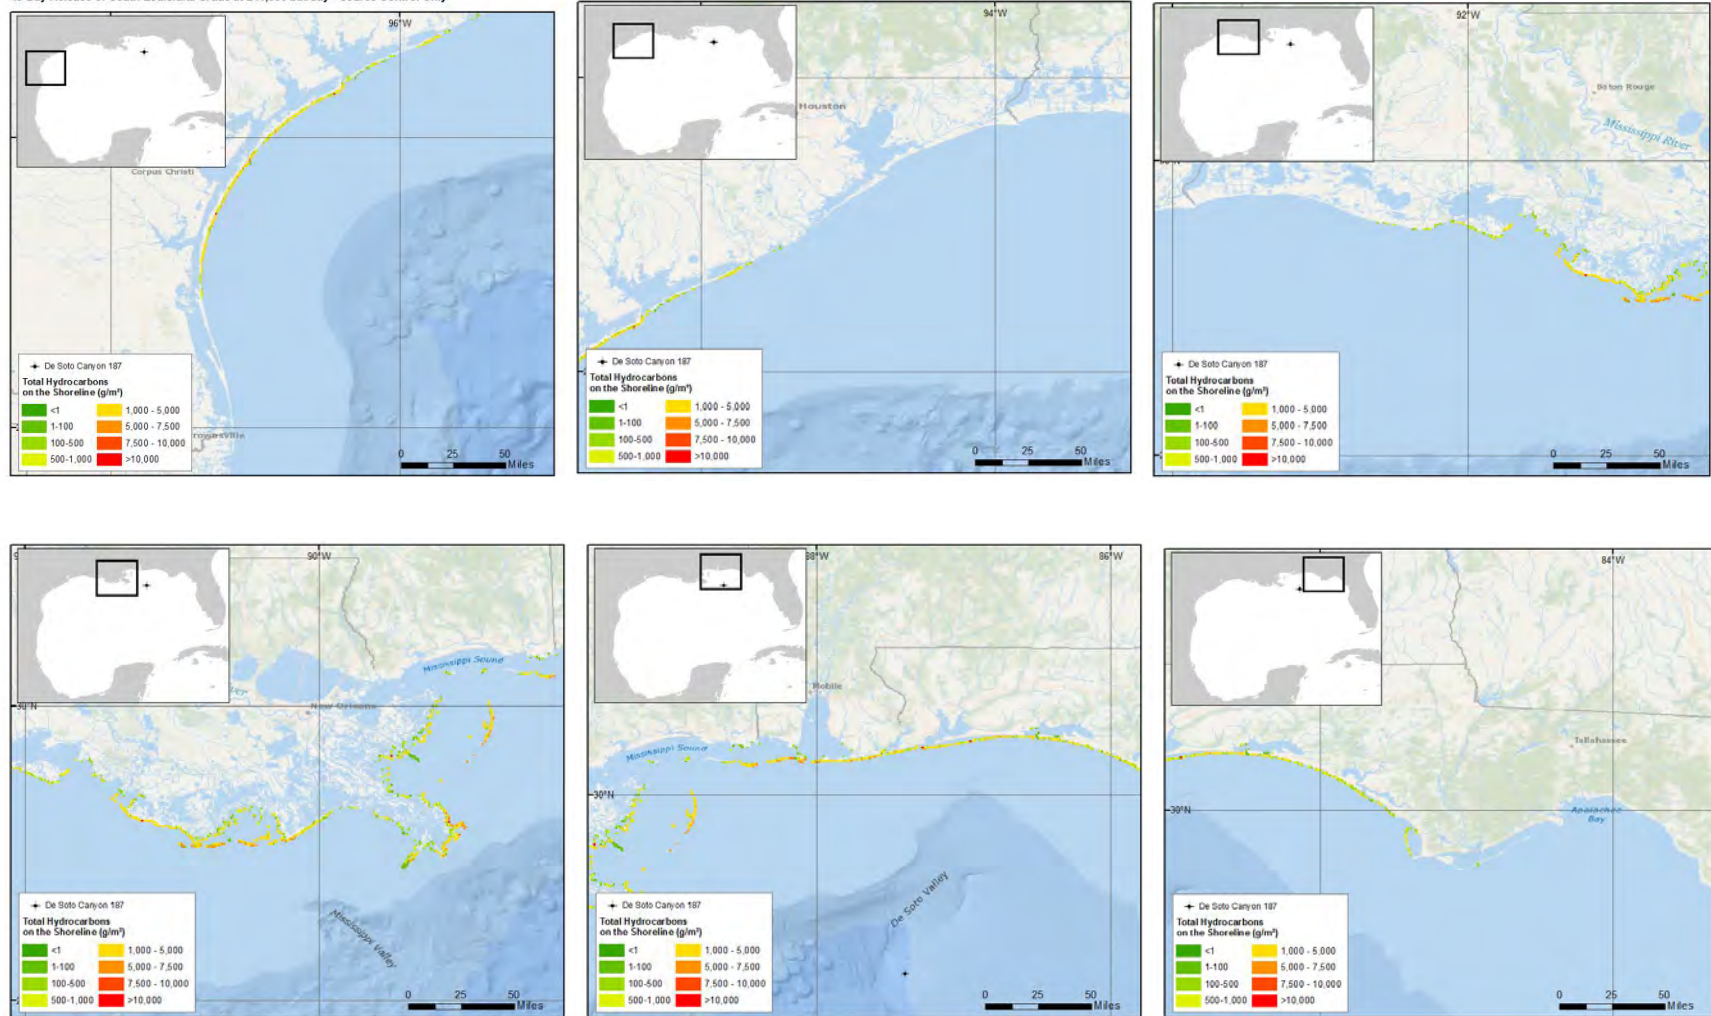 96°W
Corpus Christi
De Soto Canyon 187
Total Hydrocarbons
on the Shoreline (g/m²)
<1
1,000 - 5,000
1-100
5,000 - 7,500
100-500
7,500 - 10,000
500-1,000
>10,000
rownsville
0 25 50
Miles
94°W
Houston
De Soto Canyon 187
Total Hydrocarbons
on the Shoreline (g/m²)
<1
1,000 - 5,000
1-100
5,000 - 7,500
100-500
7,500 - 10,000
500-1,000
>10,000
0 25 50
Miles
92°W
Baton Rouge
Mississippi River
De Soto Canyon 187
Total Hydrocarbons
on the Shoreline (g/m²)
<1
1,000 - 5,000
1-100
5,000 - 7,500
100-500
7,500 - 10,000
500-1,000
>10,000
0 25 50
Miles
90°W
Mississippi Sound
30°N
New Orleans
Mississippi Valley
De Soto Canyon 187
Total Hydrocarbons
on the Shoreline (g/m²)
<1
1,000 - 5,000
1-100
5,000 - 7,500
100-500
7,500 - 10,000
500-1,000
>10,000
0 25 50
Miles
88°W
86°W
Mobile
Mississippi Sound
30°N
De Soto Valley
De Soto Canyon 187
Total Hydrocarbons
on the Shoreline (g/m²)
<1
1,000 - 5,000
1-100
5,000 - 7,500
100-500
7,500 - 10,000
500-1,000
>10,000
0 25 50
Miles
84°W
Tallahassee
30°N
Apalachee
Bay
De Soto Canyon 187
Total Hydrocarbons
on the Shoreline (g/m²)
<1
1,000 - 5,000
1-100
5,000 - 7,500
100-500
7,500 - 10,000
500-1,000
>10,000
0 25 50
Miles